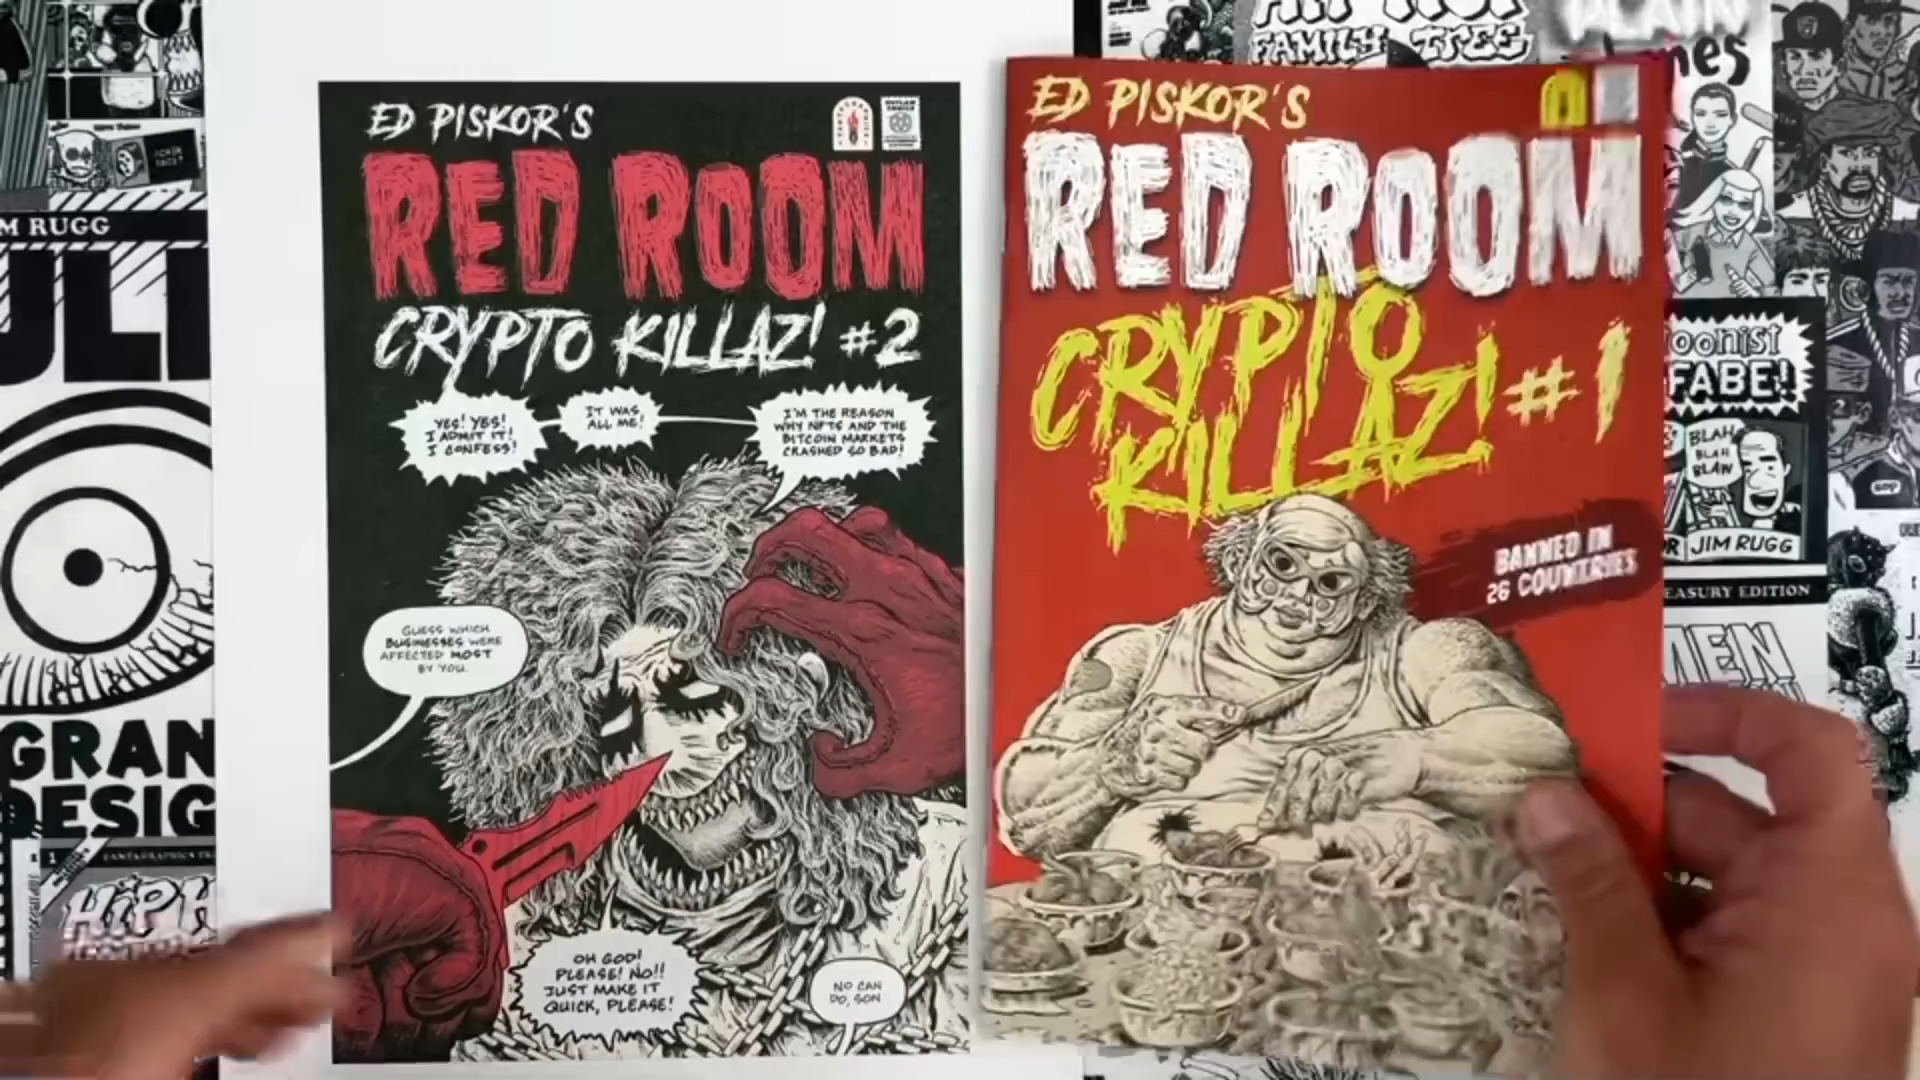 ED PISKOR'S
RED ROOM
CRYPTO KILLAZ! #2
YES! YES!
I ADMIT IT!
I CONFESS!
IT WAS
ALL ME!
I'M THE REASON
WHY NFTS AND THE
BITCOIN MARKETS
CRASHED SO BAD!
GUESS WHICH
BUSINESSES WERE
AFFECTED MOST
BY YOU.
OH GOD!
PLEASE! NO!!
JUST MAKE IT
QUICK, PLEASE!
NO CAN
DO, SON
ED PISKOR'S
RED ROOM
CRYPTO
KILLAZ! #1
BANNED IN
26 COUNTRIES
M RUGG
GRAN
DESIG
FAMILY TREE
PLAIN
FABE!
BLAH
BLAH
BLAH
JIM RUGG
EASURY EDITION